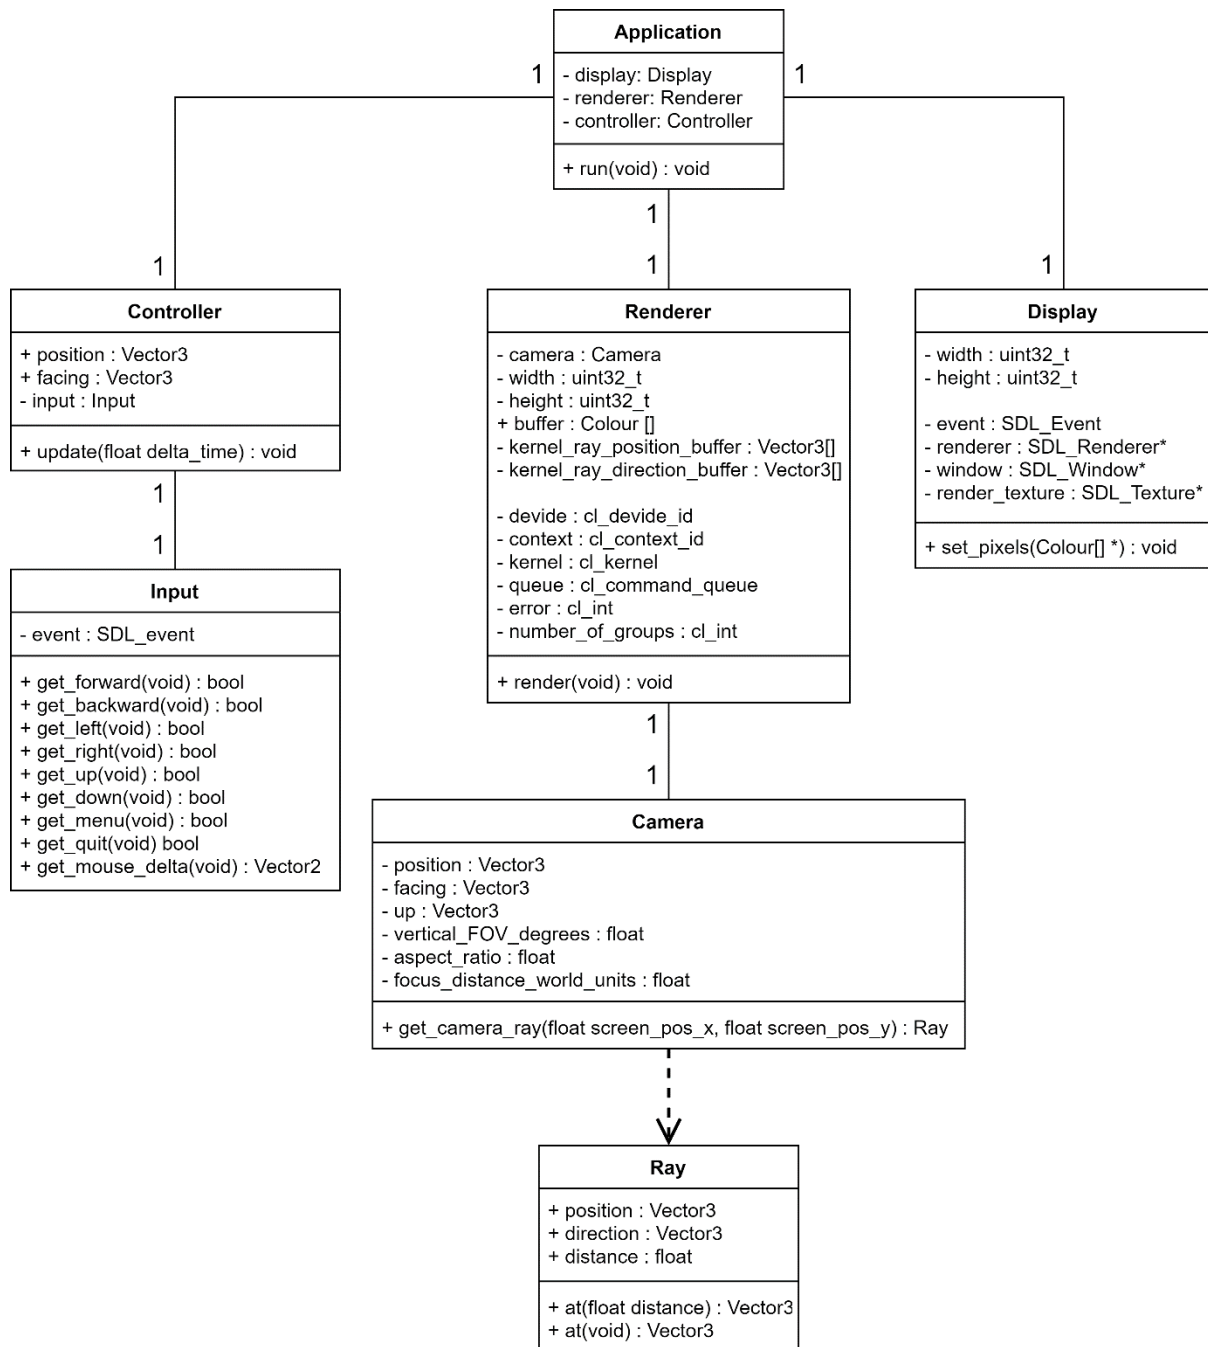 Application
- display: Display
- renderer: Renderer
- controller: Controller
+ run(void) : void
1
1
1
1
1
1
Controller
+ position : Vector3
+ facing : Vector3
- input : Input
+ update(float delta_time) : void
1
1
Input
- event : SDL_event
+ get_forward(void) : bool
+ get_backward(void) : bool
+ get_left(void) : bool
+ get_right(void) : bool
+ get_up(void) : bool
+ get_down(void) : bool
+ get_menu(void) : bool
+ get_quit(void) bool
+ get_mouse_delta(void) : Vector2
Renderer
- camera : Camera
- width : uint32_t
- height : uint32_t
+ buffer : Colour []
- kernel_ray_position_buffer : Vector3[]
- kernel_ray_direction_buffer : Vector3[]
- devide : cl_devide_id
- context : cl_context_id
- kernel : cl_kernel
- queue : cl_command_queue
- error : cl_int
- number_of_groups : cl_int
+ render(void) : void
1
1
Display
- width : uint32_t
- height : uint32_t
- event : SDL_Event
- renderer : SDL_Renderer*
- window : SDL_Window*
- render_texture : SDL_Texture*
+ set_pixels(Colour[] *) : void
Camera
- position : Vector3
- facing : Vector3
- up : Vector3
- vertical_FOV_degrees : float
- aspect_ratio : float
- focus_distance_world_units : float
+ get_camera_ray(float screen_pos_x, float screen_pos_y) : Ray
Ray
+ position : Vector3
+ direction : Vector3
+ distance : float
+ at(float distance) : Vector3
+ at(void) : Vector3